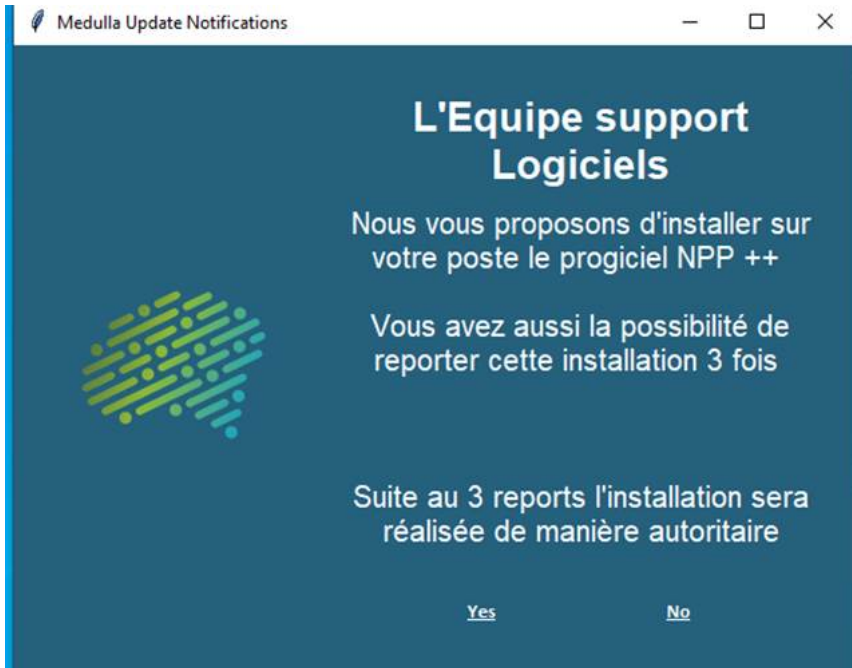 Medulla Update Notifications
L'Equipe support
Logiciels
Nous vous proposons d'installer sur
votre poste le progiciel NPP ++
Vous avez aussi la possibilité de
reporter cette installation 3 fois
Suite au 3 reports l'installation sera
réalisée de manière autoritaire
Yes No